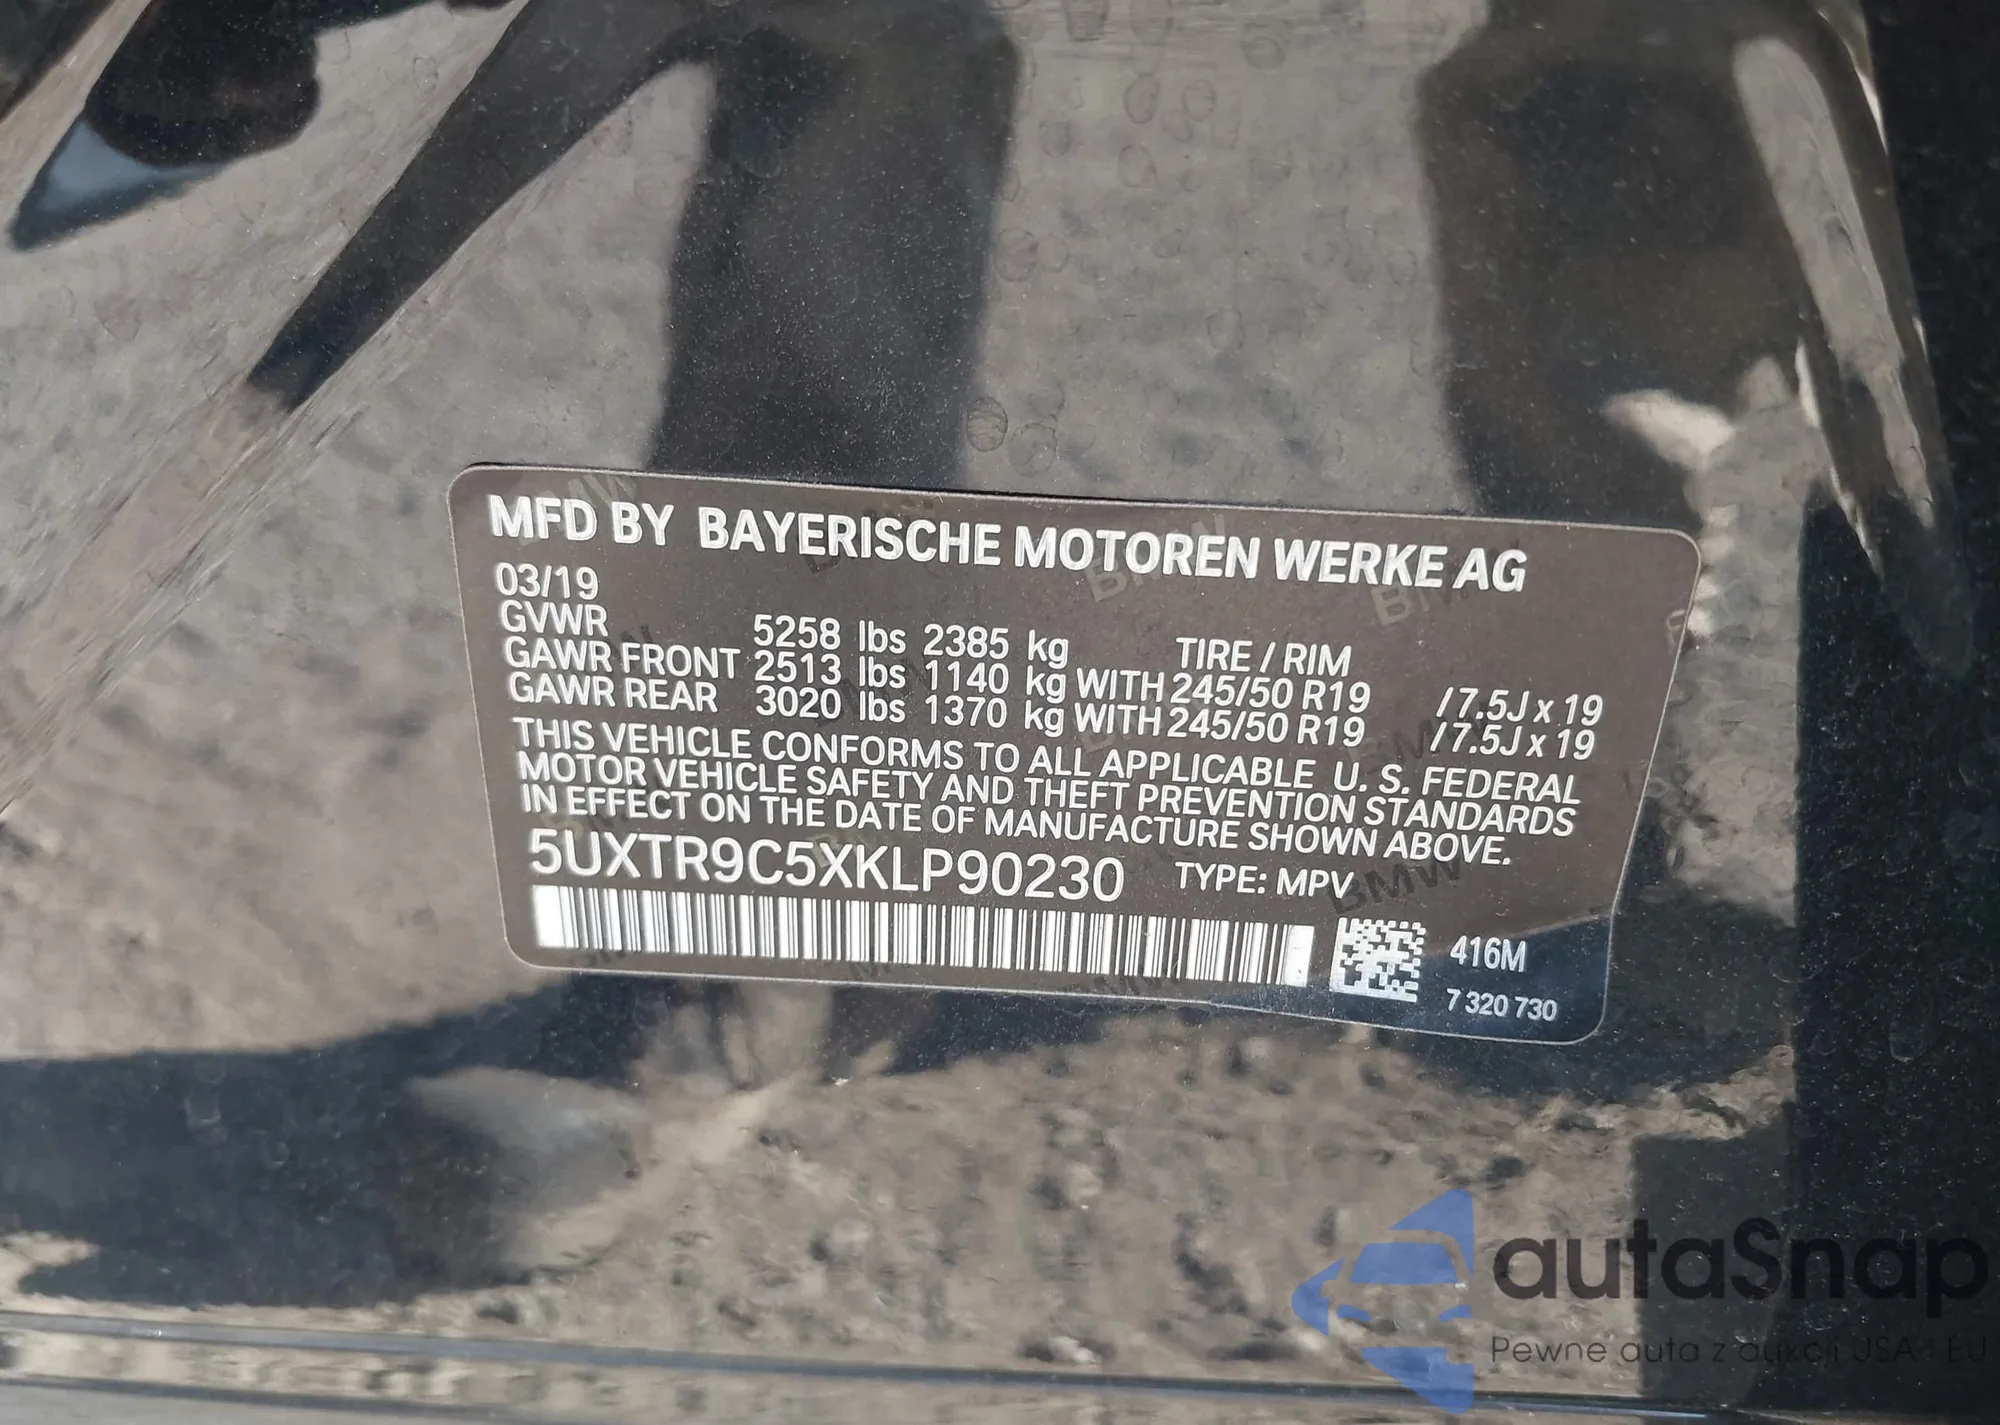 MFD BY BAYERISCHE MOTOREN WERKE AG
03/19
GVWR 5258 lbs 2385 kg TIRE / RIM
GAWR FRONT 2513 lbs 1140 kg WITH 245/50 R19 / 7.5J x 19
GAWR REAR 3020 lbs 1370 kg WITH 245/50 R19 / 7.5J x 19
THIS VEHICLE CONFORMS TO ALL APPLICABLE U. S. FEDERAL
MOTOR VEHICLE SAFETY AND THEFT PREVENTION STANDARDS
IN EFFECT ON THE DATE OF MANUFACTURE SHOWN ABOVE.
5UXTR9C5XKLP90230 TYPE: MPV
416M
7 320 730
autaSnap
Pewne auta z aukcji USA i EU